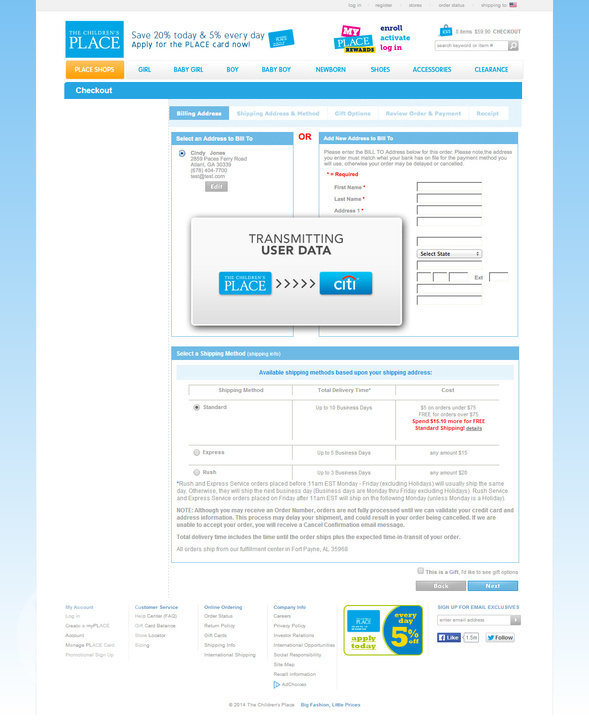 log in
register
stores
order status
shipping to:
THE CHILDREN'S
PLACE
Save 20% today & 5% every day
Apply for the PLACE card now!
MY
PLACE
REWARDS
enroll
activate
log in
8 items $59.90 CHECKOUT
search keyword or item #
PLACE SHOPS
GIRL
BABY GIRL
BOY
BABY BOY
NEWBORN
SHOES
ACCESSORIES
CLEARANCE
Checkout
Billing Address
Shipping Address & Method
Gift Options
Review Order & Payment
Receipt
Select an Address to Bill To
Cindy Jones
2659 Paces Ferry Road
Atlant, GA 30339
(678) 404-7700
test@test.com
Edit
OR
Add New Address to Bill To
Please enter the BILL TO Address below for this order. Please note,the address
you enter must match what your bank has on file for the payment method you
will use, otherwise your order may be delayed or cancelled.
* = Required
First Name *
Last Name *
Address 1 *
Select State
Ext
TRANSMITTING
USER DATA
THE CHILDREN'S
PLACE
citi
Select a Shipping Method (shipping info)
Available shipping methods based upon your shipping address:
Shipping Method
Total Delivery Time*
Cost
Standard
Up to 10 Business Days
$5 on orders under $75
FREE for orders over $75
Spend $15.10 more for FREE
Standard Shipping! details
Express
Up to 5 Business Days
any amount $15
Rush
Up to 3 Business Days
any amount $20
*Rush and Express Service orders placed before 11am EST Monday - Friday (excluding Holidays) will usually ship the same
day. Otherwise, they will ship the next business day (Business days are Monday thru Friday excluding Holidays). Rush Service
and Express Service orders placed on Friday after 11am EST will ship on the following Monday (unless Monday is a Holiday).
NOTE: Although you may receive an Order Number, orders are not fully processed until we can validate your credit card and
address information. This process may delay your shipment, and could result in your order being cancelled. If we are
unable to accept your order, you will receive a Cancel Confirmation email message.
Total delivery time includes the time until the order ships plus the expected time-in transit of your order.
All orders ship from our fulfillment center in Fort Payne, AL 35968
This is a Gift, I'd like to see gift options
Back
Next
My Account
Log In
Create a myPLACE
Account
Manage PLACE Card
Promotional Sign Up
Customer Service
Help Center (FAQ)
Gift Card Balance
Store Locator
Sizing
Online Ordering
Order Status
Return Policy
Gift Cards
Shipping Info
International Shipping
Company Info
Careers
Privacy Policy
Investor Relations
International Opportunities
Social Responsibility
Site Map
Recall Information
AdChoices
PLACE
apply
today
every
day
5%
off
SIGN UP FOR EMAIL EXCLUSIVES
enter email address
Like
1.5m
Follow
© 2014 The Children's Place
Big Fashion, Little Prices